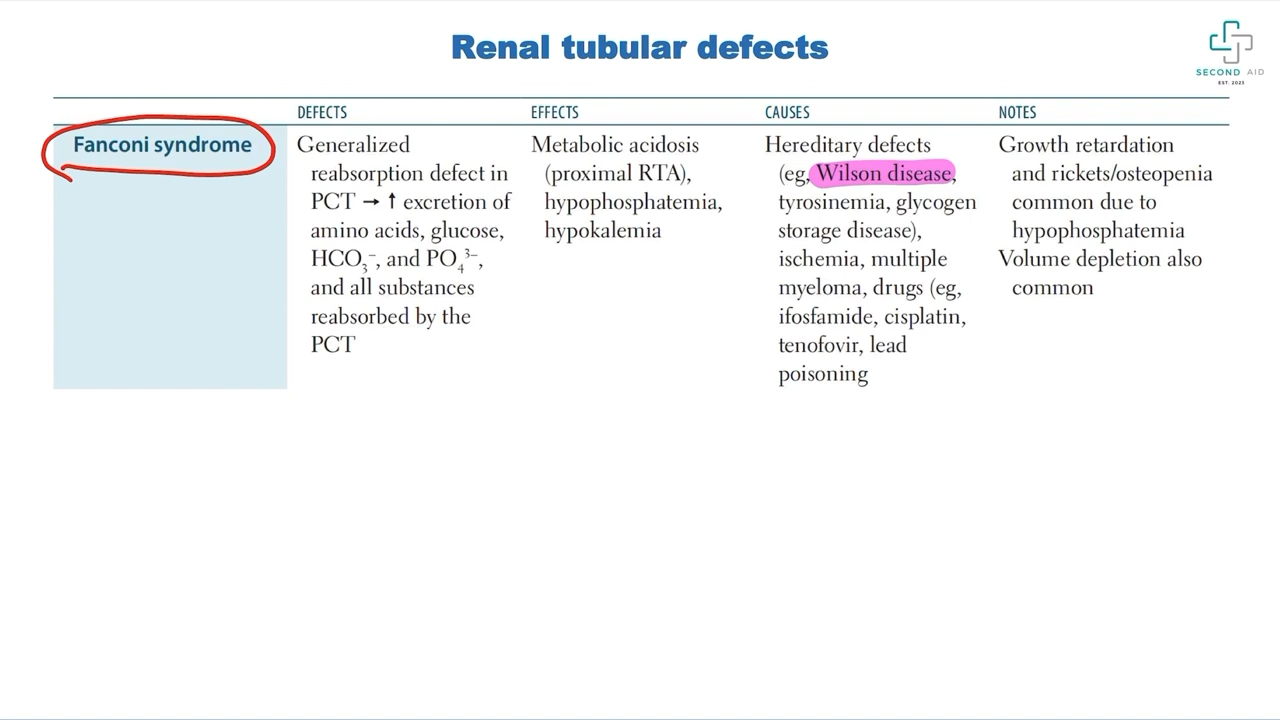 Renal tubular defects
SECOND AID
EST. 2023
DEFECTS
EFFECTS
CAUSES
NOTES
Fanconi syndrome
Generalized
reabsorption defect in
PCT → ↑ excretion of
amino acids, glucose,
HCO₃⁻, and PO₄³⁻,
and all substances
reabsorbed by the
PCT
Metabolic acidosis
(proximal RTA),
hypophosphatemia,
hypokalemia
Hereditary defects
(eg, Wilson disease,
tyrosinemia, glycogen
storage disease),
ischemia, multiple
myeloma, drugs (eg,
ifosfamide, cisplatin,
tenofovir, lead
poisoning
Growth retardation
and rickets/osteopenia
common due to
hypophosphatemia
Volume depletion also
common